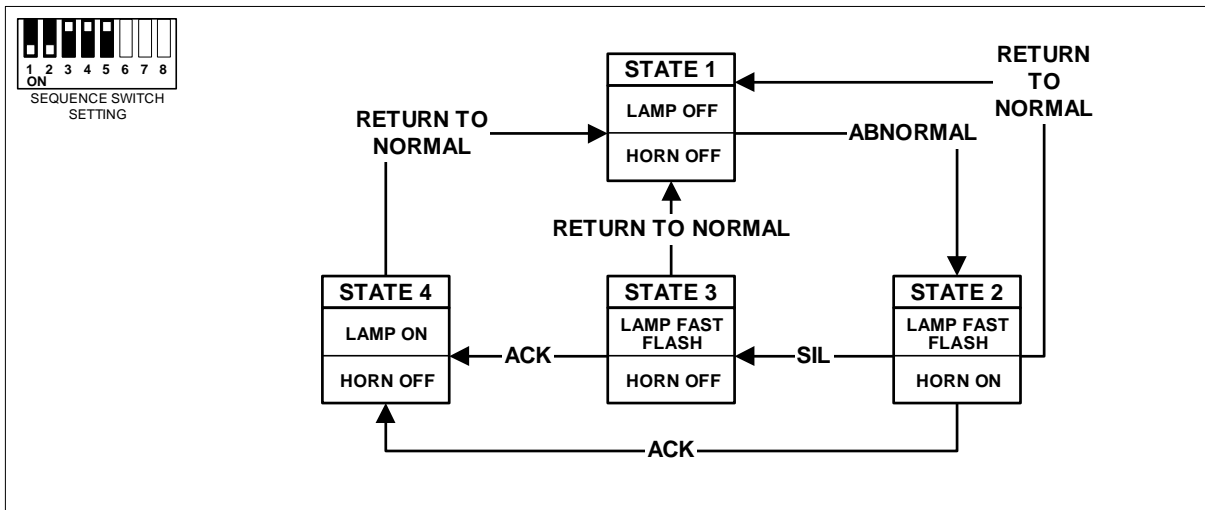 1 2 3 4 5 6 7 8
ON
SEQUENCE SWITCH
SETTING
STATE 1
LAMP OFF
HORN OFF
RETURN
TO
NORMAL
RETURN TO
NORMAL
ABNORMAL
RETURN TO NORMAL
STATE 4
LAMP ON
HORN OFF
STATE 3
LAMP FAST
FLASH
HORN OFF
STATE 2
LAMP FAST
FLASH
HORN ON
ACK
SIL
ACK